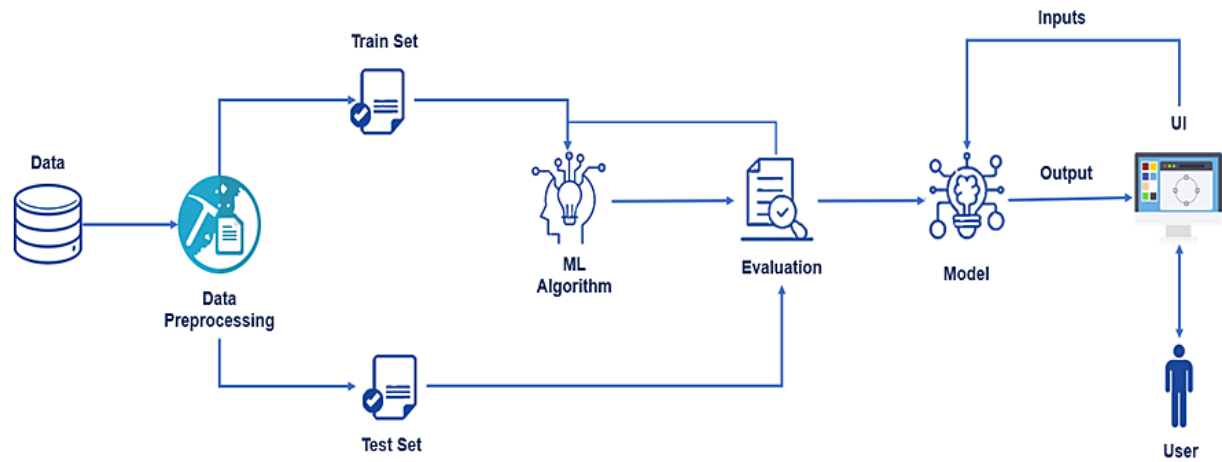 Inputs
Train Set
UI
Data
Output
ML
Algorithm
Evaluation
Model
Data
Preprocessing
Test Set
User